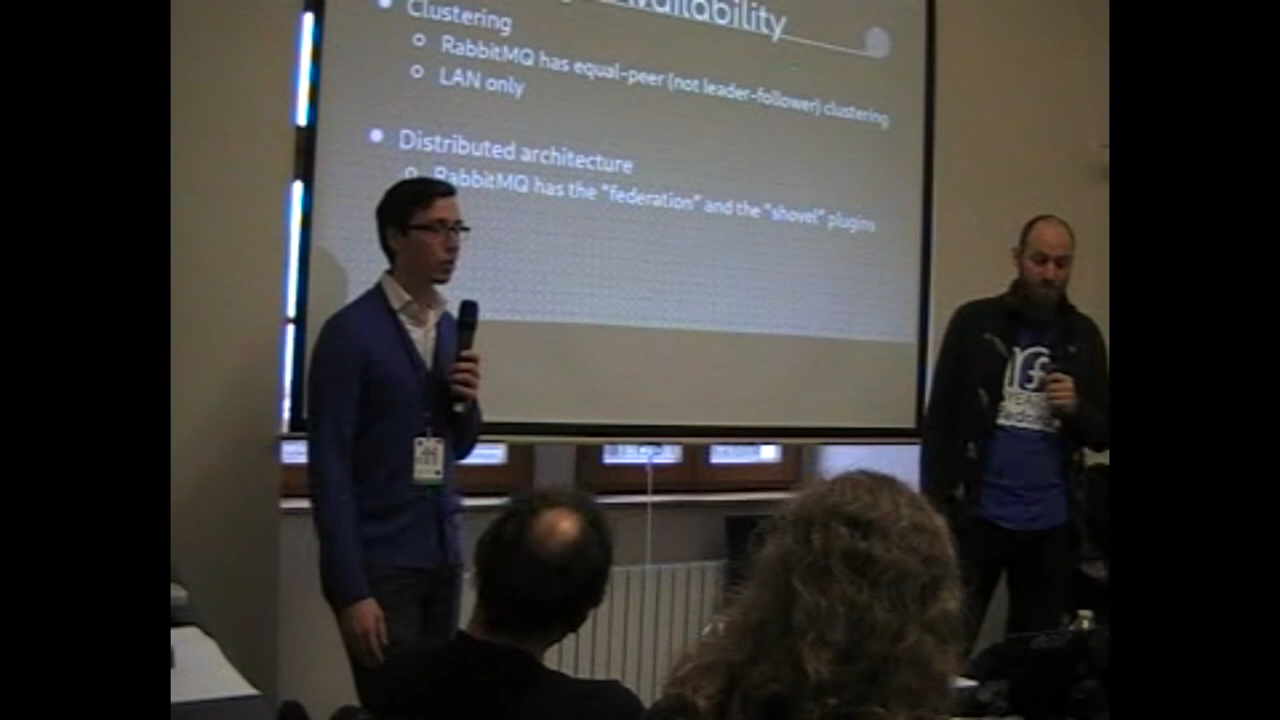 Availability
Clustering
RabbitMQ has equal-peer (not leader-follower) clustering
LAN only
Distributed architecture
RabbitMQ has the "federation" and the "shovel" plugins